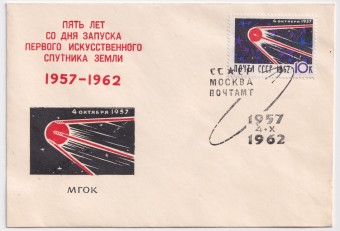 ПЯТЬ ЛЕТ
СО ДНЯ ЗАПУСКА
ПЕРВОГО ИСКУССТВЕННОГО
СПУТНИКА ЗЕМЛИ
1957-1962
4 ОКТЯБРЯ 1957
МГОК
4 ОКТЯБРЯ 1957
ПОЧТА СССР 1962 10К
СССР
МОСКВА
ПОЧТАМТ
1957
4-X
1962